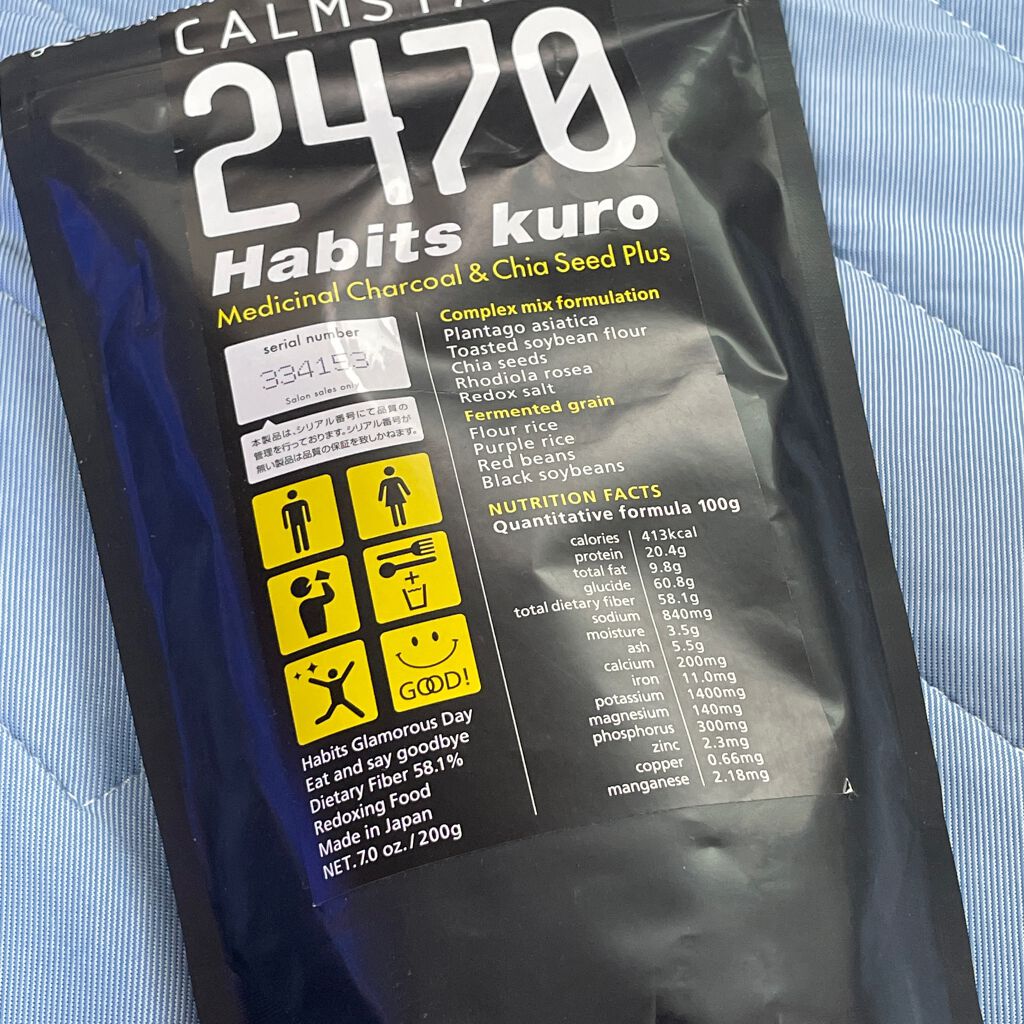 2470
Habits kuro
Medicinal Charcoal & Chia Seed Plus
serial number
334153
Salon sales only
本製品は、シリアル番号にて品質の
管理を行っております。シリアル番号が
無い製品は品質の保証を致しかねます。
GOOD!
Habits Glamorous Day
Eat and say goodbye
Dietary Fiber 58.1%
Redoxing Food
Made in Japan
NET.7.0 oz./200g
Complex mix formulation
Plantago asiatica
Toasted soybean flour
Chia seeds
Rhodiola rosea
Redox salt
Fermented grain
Flour rice
Purple rice
Red beans
Black soybeans
NUTRITION FACTS
Quantitative formula 100g
calories 413kcal
protein 20.4g
total fat 9.8g
glucide 60.8g
total dietary fiber 58.1g
sodium 840mg
moisture 3.5g
ash 5.5g
calcium 200mg
iron 11.0mg
potassium 1400mg
magnesium 140mg
phosphorus 300mg
zinc 2.3mg
copper 0.66mg
manganese 2.18mg